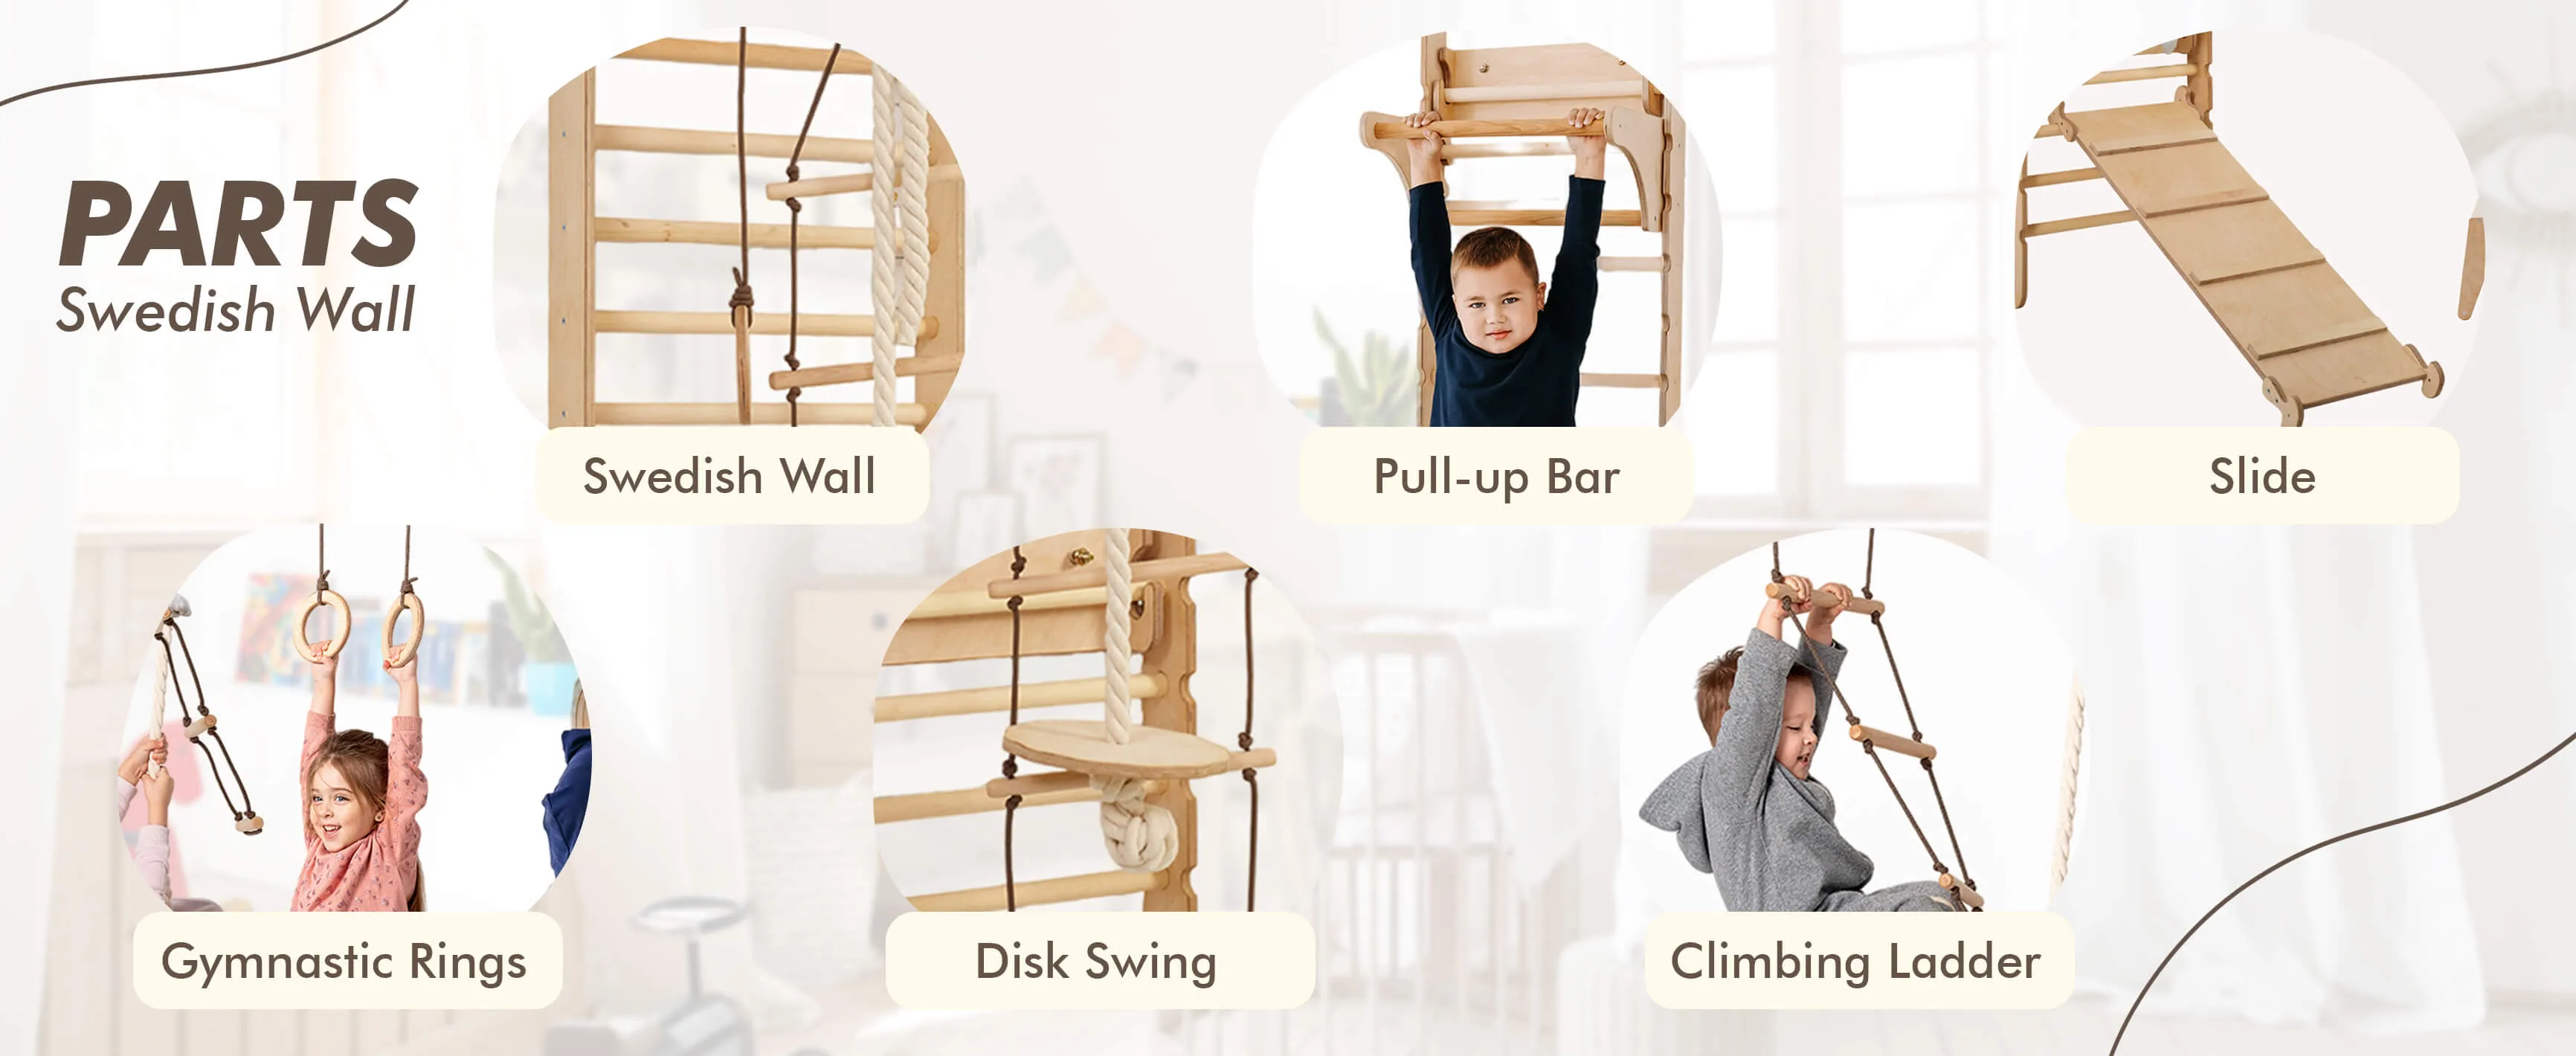 PARTS
Swedish Wall
Swedish Wall
Pull-up Bar
Slide
Gymnastic Rings
Disk Swing
Climbing Ladder